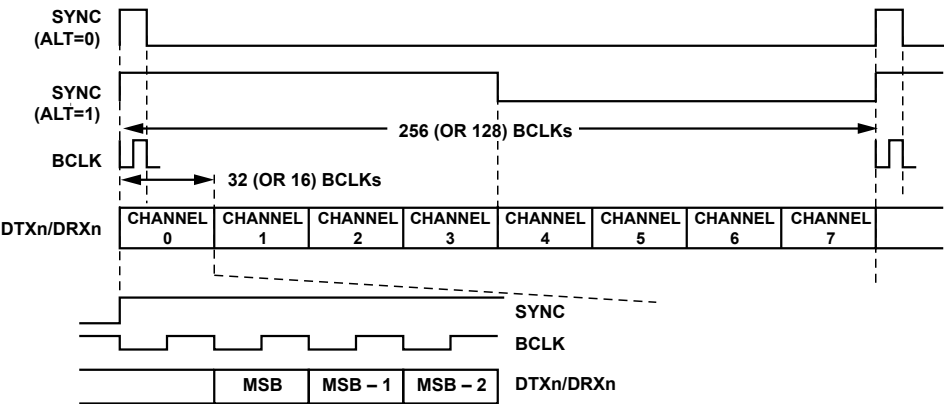 SYNC
(ALT=0)
SYNC
(ALT=1)
256 (OR 128) BCLKs
BCLK
32 (OR 16) BCLKs
DTXn/DRXn
CHANNEL
0
CHANNEL
1
CHANNEL
2
CHANNEL
3
CHANNEL
4
CHANNEL
5
CHANNEL
6
CHANNEL
7
SYNC
BCLK
MSB
MSB – 1
MSB – 2
DTXn/DRXn